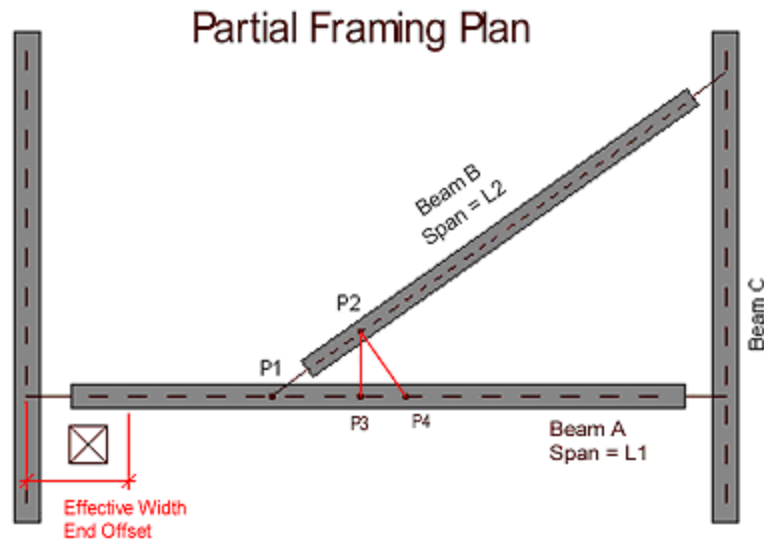 Partial Framing Plan
Beam B
Span = L2
P2
P1
P3
P4
Beam A
Span = L1
Beam C
Effective Width
End Offset